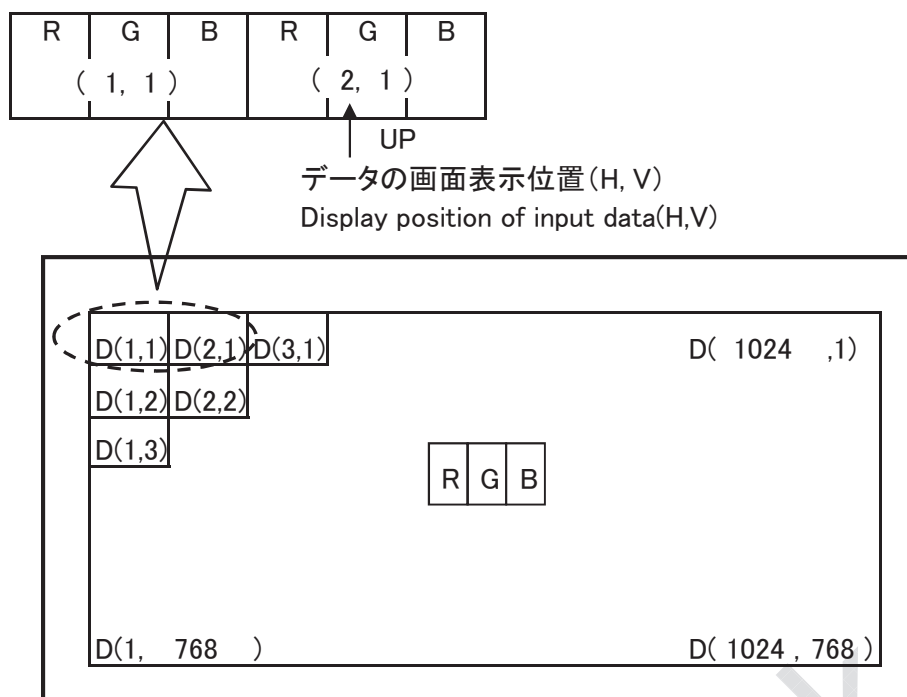 R G B R G B
( 1, 1 ) ( 2, 1 )
UP
データの画面表示位置(H, V)
Display position of input data(H,V)
D(1,1) D(2,1) D(3,1) D( 1024 ,1)
D(1,2) D(2,2)
D(1,3)
R G B
D(1, 768 ) D( 1024 , 768 )